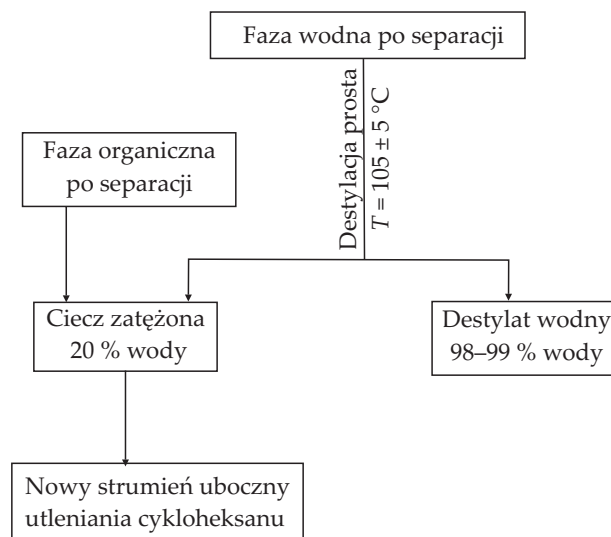 Faza wodna po separacji
Destylacja prosta
T = 105 ± 5 °C
Faza organiczna
po separacji
Ciecz zatężona
20 % wody
Destylat wodny
98–99 % wody
Nowy strumień uboczny
utleniania cykloheksanu